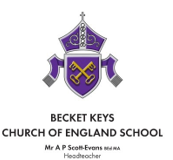 BECKET KEYS
CHURCH OF ENGLAND SCHOOL
Mr A P Scott-Evans
Headteacher